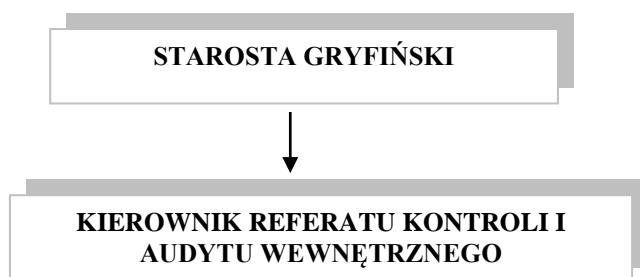 STAROSTA GRYFIŃSKI
KIEROWNIK REFERATU KONTROLI I
AUDYTU WEWNĘTRZNEGO